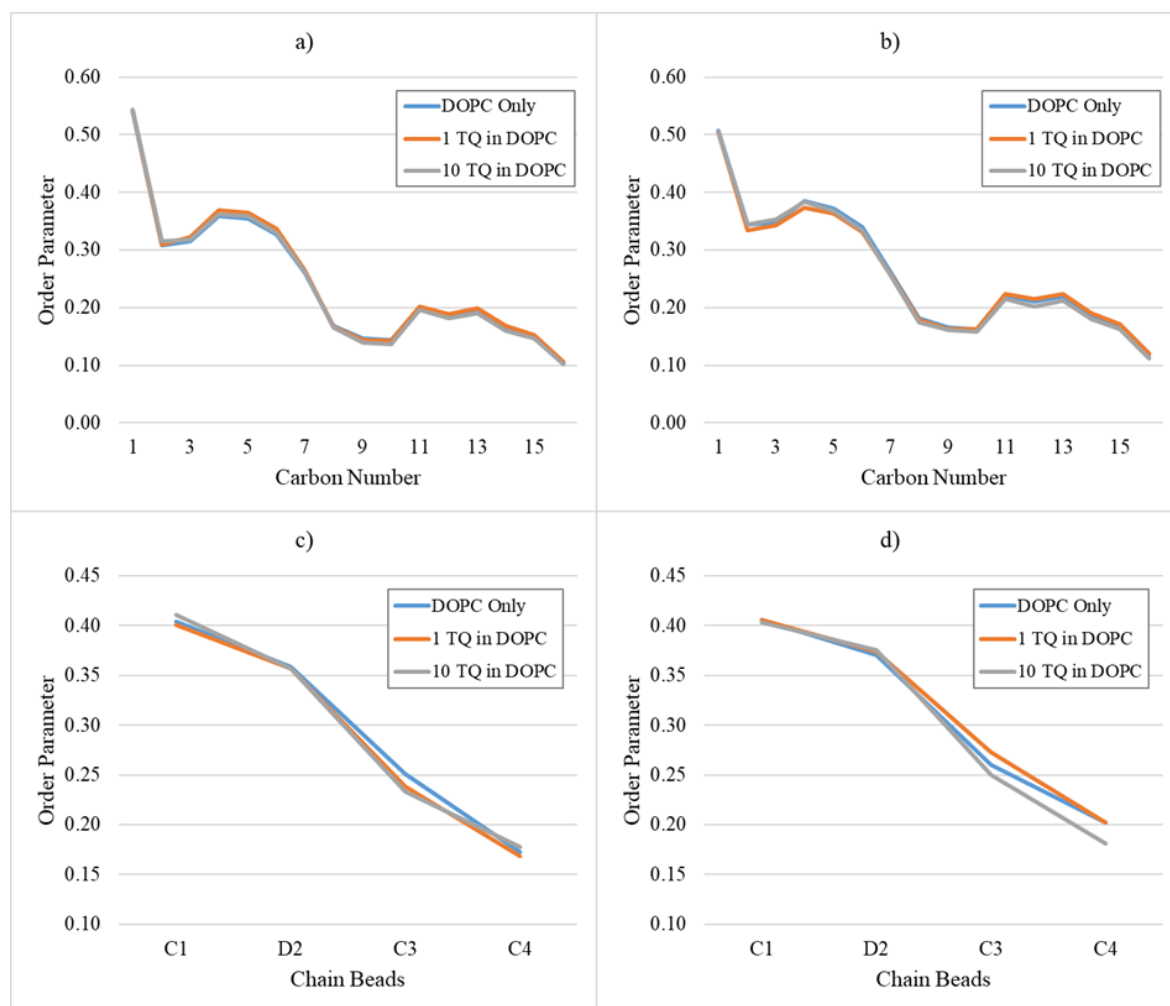 a)
0.60
0.50
0.40
0.30
0.20
0.10
0.00
Order Parameter
DOPC Only
1 TQ in DOPC
10 TQ in DOPC
1 3 5 7 9 11 13 15
Carbon Number
b)
0.60
0.50
0.40
0.30
0.20
0.10
0.00
Order Parameter
DOPC Only
1 TQ in DOPC
10 TQ in DOPC
1 3 5 7 9 11 13 15
Carbon Number
c)
0.45
0.40
0.35
0.30
0.25
0.20
0.15
0.10
Order Parameter
DOPC Only
1 TQ in DOPC
10 TQ in DOPC
C1 D2 C3 C4
Chain Beads
d)
0.45
0.40
0.35
0.30
0.25
0.20
0.15
0.10
Order Parameter
DOPC Only
1 TQ in DOPC
10 TQ in DOPC
C1 D2 C3 C4
Chain Beads